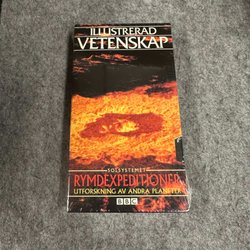 ILLUSTRERAD
VETENSKAP
SOLSYSTEMET
RYMDEXPEDITIONER
UTFORSKNING AV ANDRA PLANETER
BBC